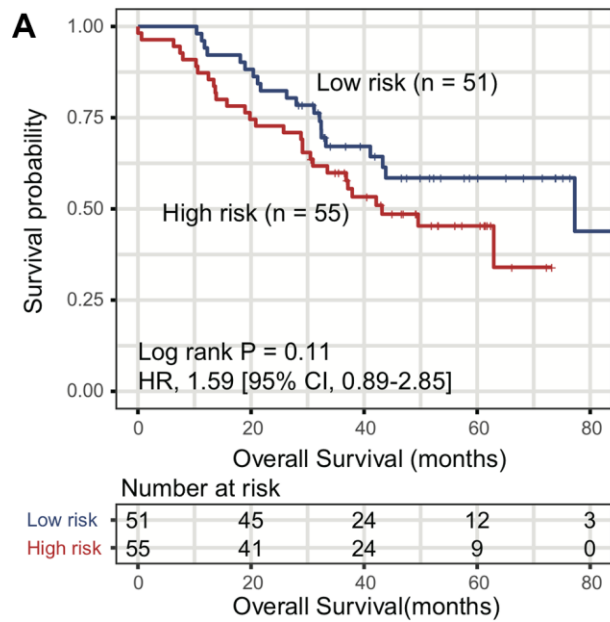 A
1.00
0.75
0.50
0.25
0.00
Survival probability
Low risk (n = 51)
High risk (n = 55)
Log rank P = 0.11
HR, 1.59 [95% CI, 0.89-2.85]
0 20 40 60 80
Overall Survival (months)
Number at risk
Low risk 51 45 24 12 3
High risk 55 41 24 9 0
0 20 40 60 80
Overall Survival(months)